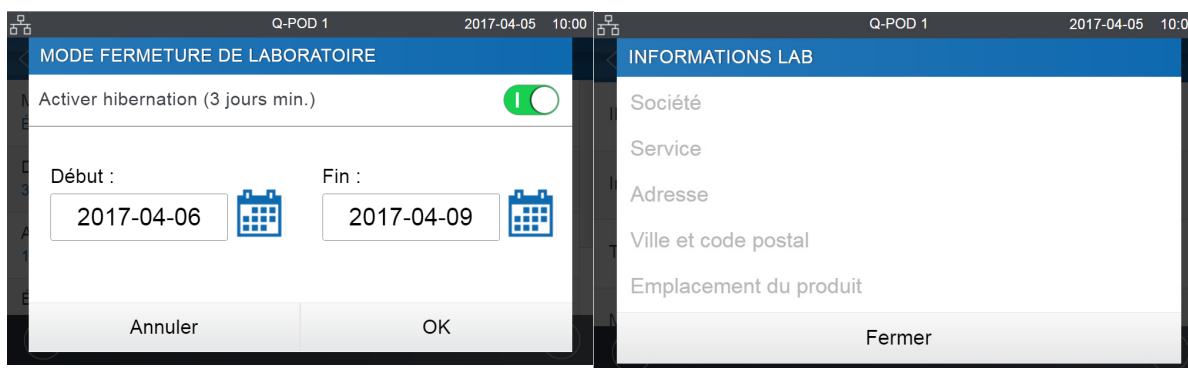 Q-POD 1 2017-04-05 10:00
MODE FERMETURE DE LABORATOIRE
Activer hibernation (3 jours min.)
Début : Fin :
2017-04-06 2017-04-09
Annuler OK
Q-POD 1 2017-04-05
INFORMATIONS LAB
Société
Service
Adresse
Ville et code postal
Emplacement du produit
Fermer